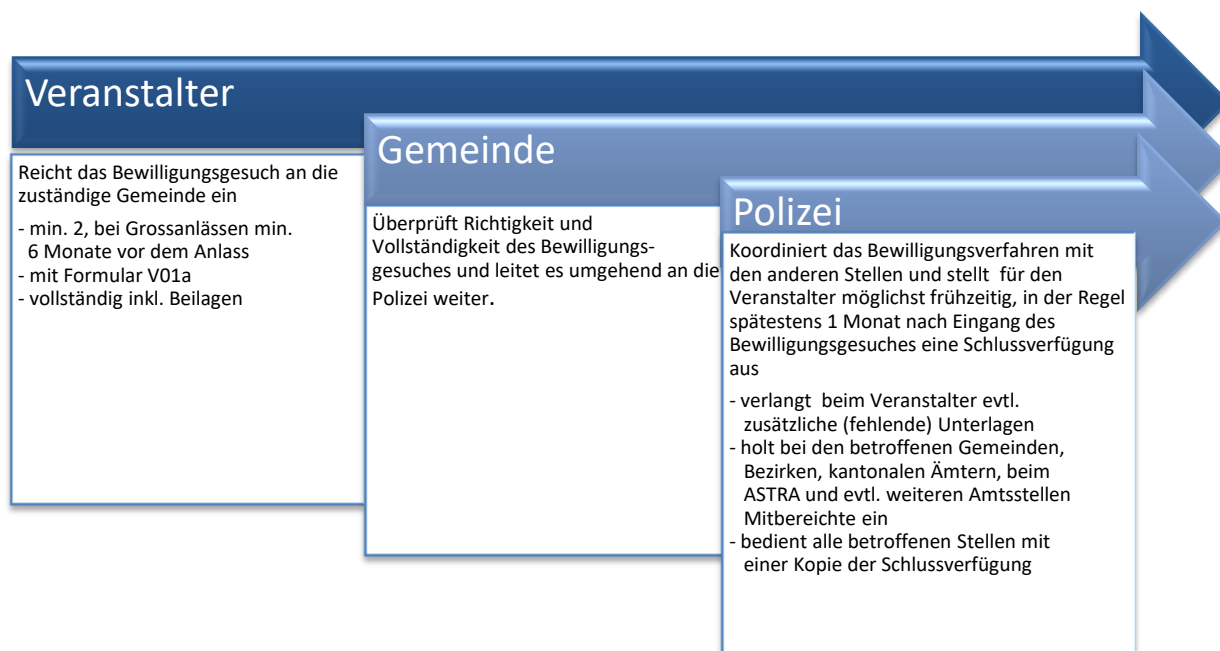 Veranstalter
Reicht das Bewilligungsgesuch an die
zuständige Gemeinde ein
- min. 2, bei Grossanlässen min.
6 Monate vor dem Anlass
- mit Formular V01a
- vollständig inkl. Beilagen
Gemeinde
Überprüft Richtigkeit und
Vollständigkeit des Bewilligungs-
gesuches und leitet es umgehend an die
Polizei weiter.
Polizei
Koordiniert das Bewilligungsverfahren mit
den anderen Stellen und stellt für den
Veranstalter möglichst frühzeitig, in der Regel
spätestens 1 Monat nach Eingang des
Bewilligungsgesuches eine Schlussverfügung
aus
- verlangt beim Veranstalter evtl.
zusätzliche (fehlende) Unterlagen
- holt bei den betroffenen Gemeinden,
Bezirken, kantonalen Ämtern, beim
ASTRA und evtl. weiteren Amtsstellen
Mitbereichte ein
- bedient alle betroffenen Stellen mit
einer Kopie der Schlussverfügung